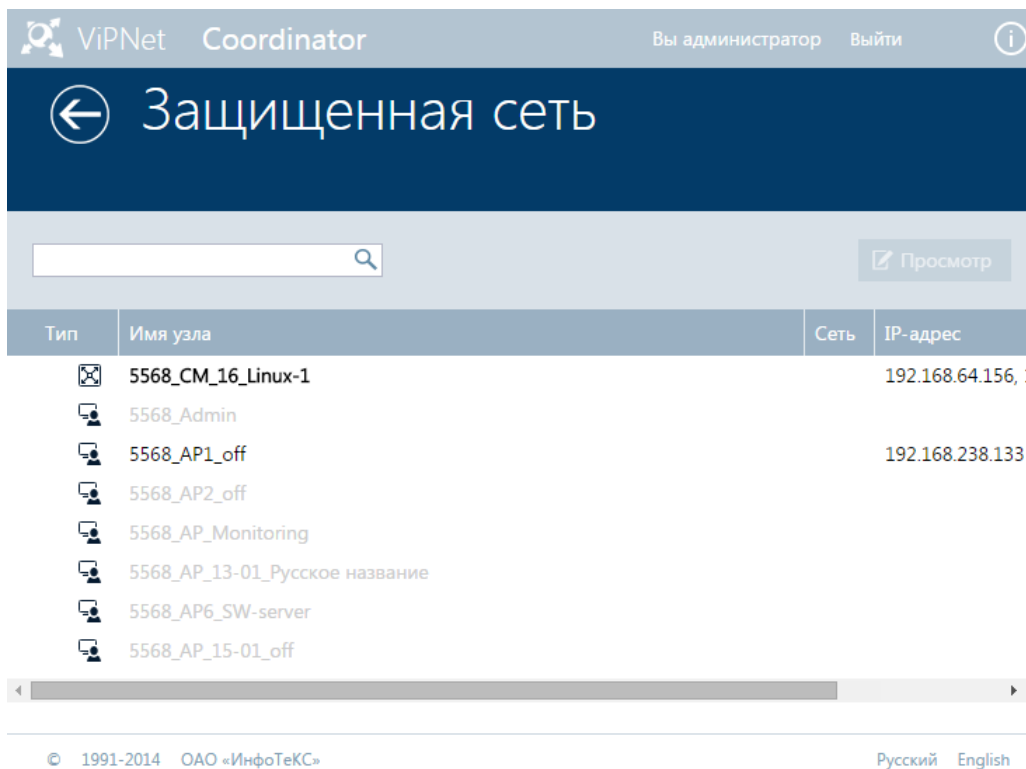 ViPNet Coordinator Вы администратор Выйти
Защищенная сеть
Просмотр
Тип Имя узла Сеть IP-адрес
5568_CM_16_Linux-1 192.168.64.156,
5568_Admin
5568_AP1_off 192.168.238.133
5568_AP2_off
5568_AP_Monitoring
5568_AP_13-01_Русское название
5568_AP6_SW-server
5568_AP_15-01_off
© 1991-2014 ОАО «ИнфоТеКС» Русский English